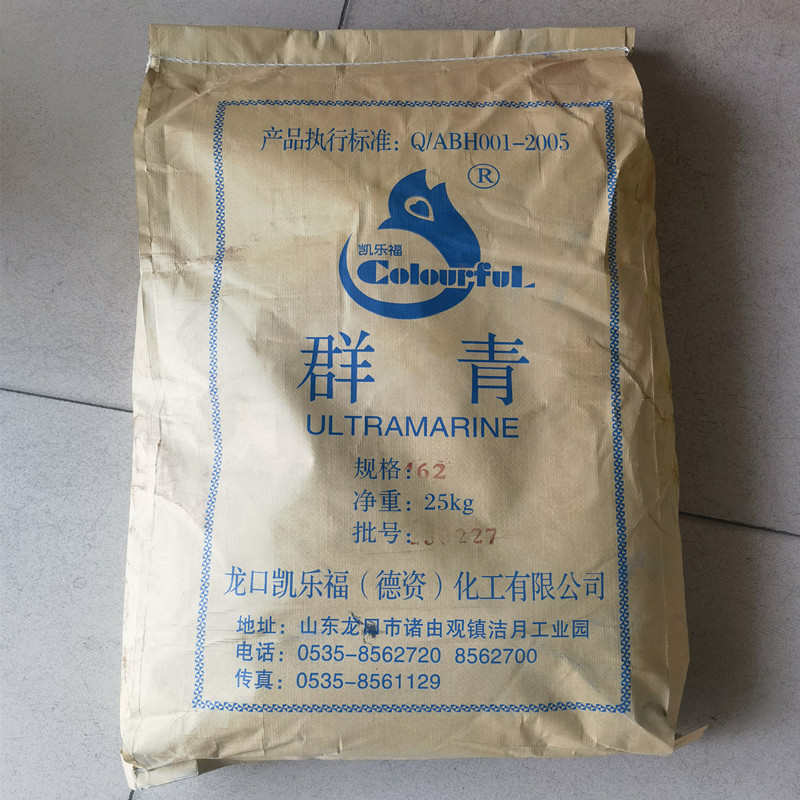 产品执行标准：Q/ABH001-2005
®
凯乐福
ColourfuL
群青
ULTRAMARINE
规格：162
净重：25kg
批号：227
龙口凯乐福（德资）化工有限公司
地址：山东龙口市诸由观镇洁月工业园
电话：0535-8562720 8562700
传真：0535-8561129